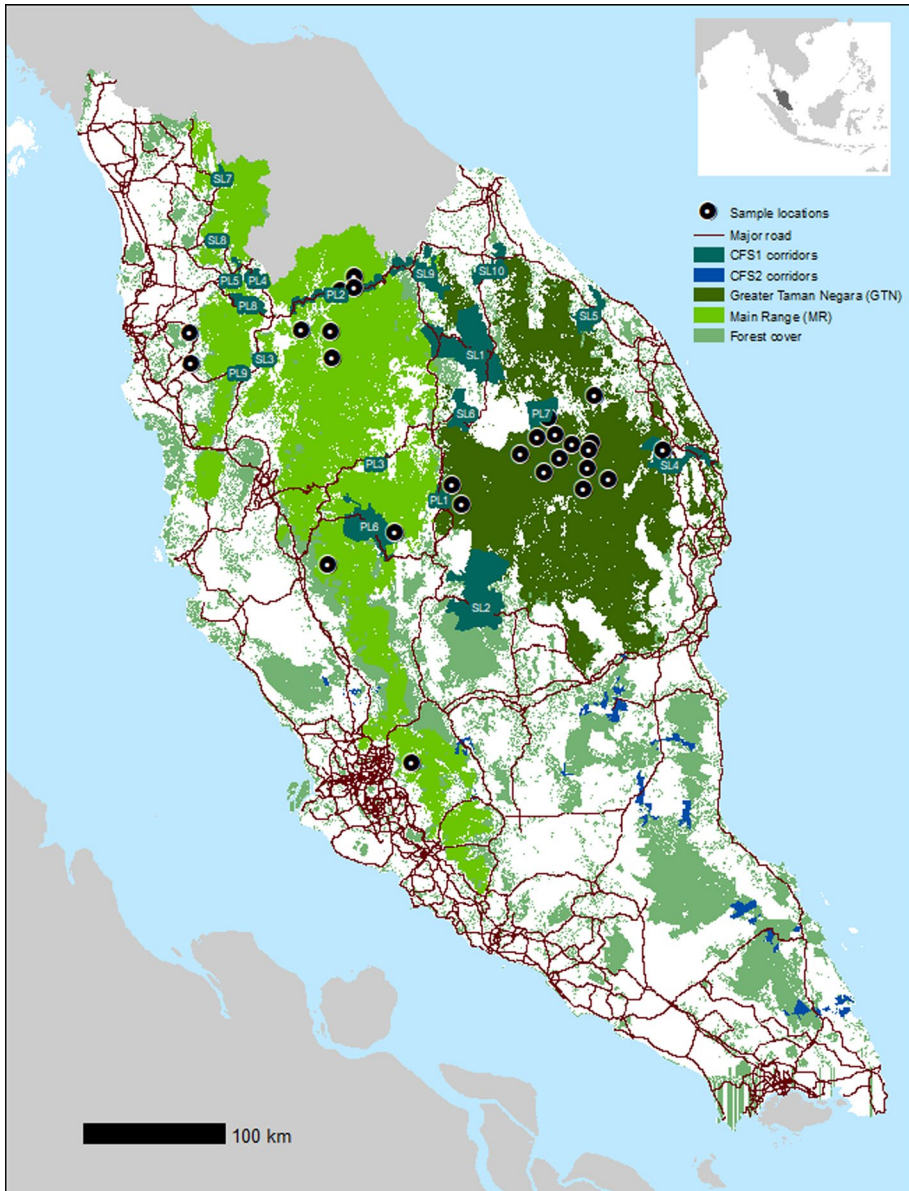 Sample locations
Major road
CFS1 corridors
CFS2 corridors
Greater Taman Negara (GTN)
Main Range (MR)
Forest cover
SL7
SL8
PL5
PL4
PL8
PL2
SL9
SL10
SL5
SL3
PL9
SL1
SL6
PL7
PL3
SL4
PL1
PL6
SL2
100 km